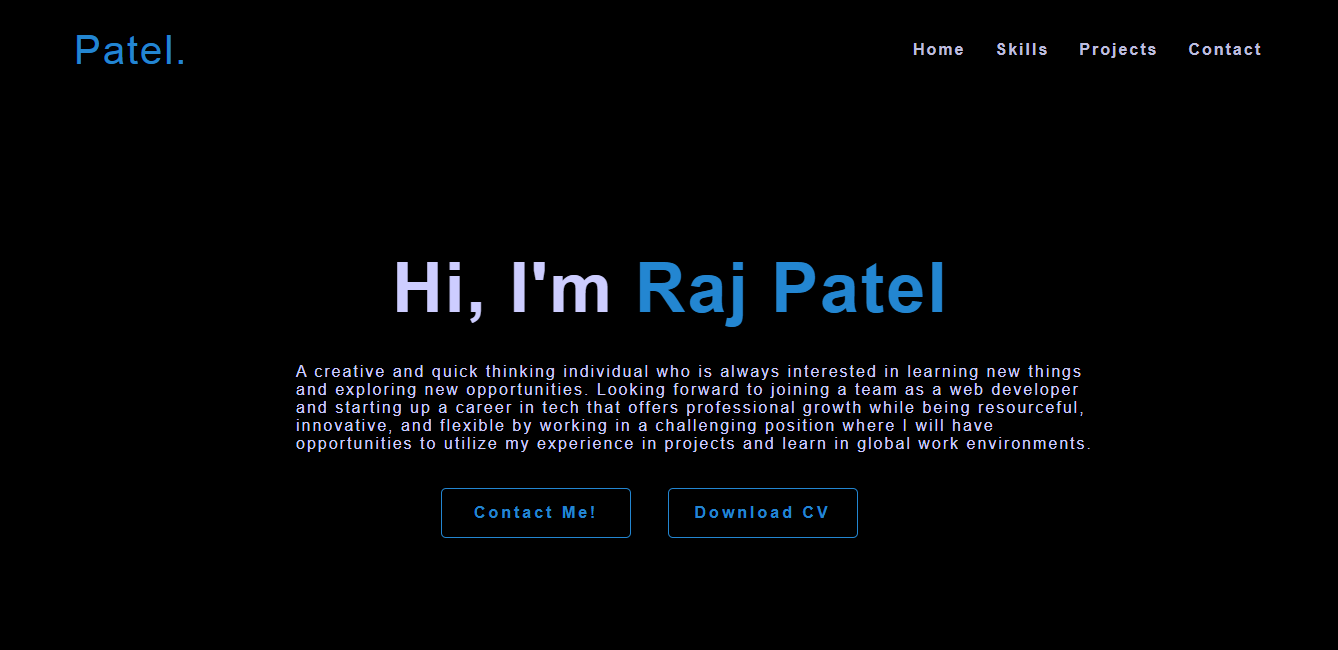 Patel.
Home Skills Projects Contact
Hi, I'm Raj Patel
A creative and quick thinking individual who is always interested in learning new things
and exploring new opportunities. Looking forward to joining a team as a web developer
and starting up a career in tech that offers professional growth while being resourceful,
innovative, and flexible by working in a challenging position where I will have
opportunities to utilize my experience in projects and learn in global work environments.
Contact Me! Download CV